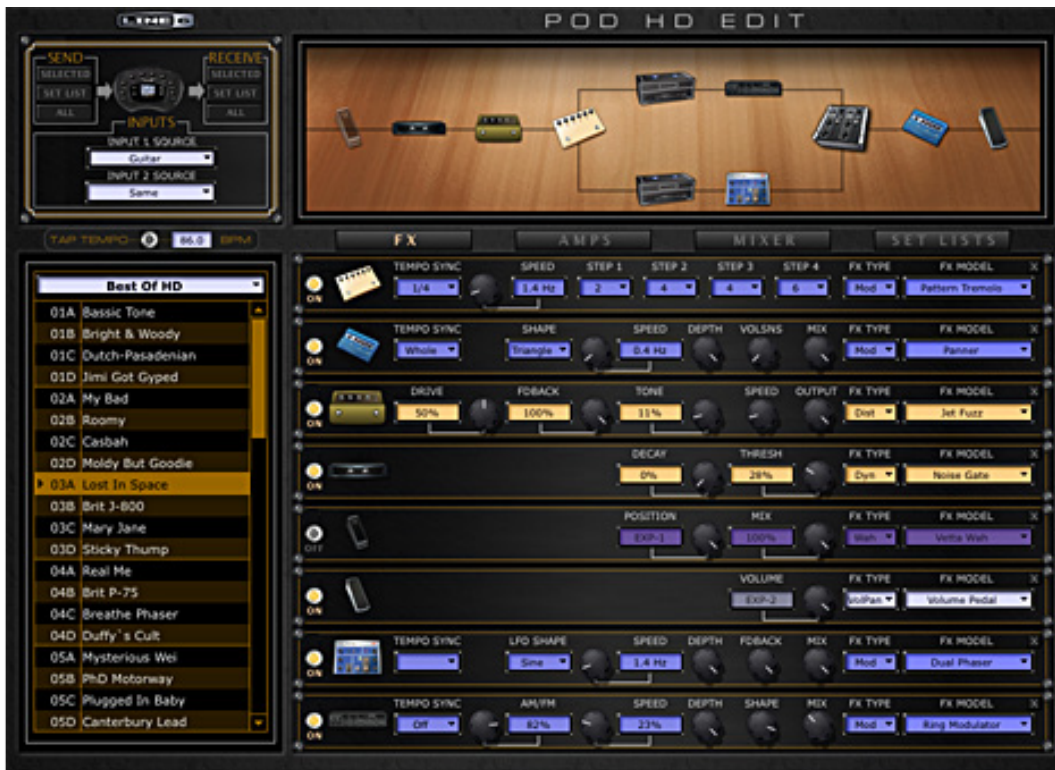 LINE 6
POD HD EDIT
SEND
RECEIVE
SELECTED
SELECTED
SET LIST
SET LIST
ALL
ALL
INPUTS
INPUT 1 SOURCE
Guitar
INPUT 2 SOURCE
Same
TAP TEMPO 86.0 BPM
FX AMPS MIXER SET LISTS
Best Of HD
01A Bassic Tone
01B Bright & Woody
01C Dutch-Pasadenian
01D Jimi Got Gyped
02A My Bad
02B Roomy
02C Casbah
02D Moldy But Goodie
03A Lost In Space
03B Brit J-800
03C Mary Jane
03D Sticky Thump
04A Real Me
04B Brit P-75
04C Breathe Phaser
04D Duffy`s Cult
05A Mysterious Wei
05B PhD Motorway
05C Plugged In Baby
05D Canterbury Lead
TEMPO SYNC SPEED STEP 1 STEP 2 STEP 3 STEP 4 FX TYPE FX MODEL X
ON 1/4 1.4 Hz 2 4 4 6 Mod Pattern Tremolo
TEMPO SYNC SHAPE SPEED DEPTH VOLSNS MIX FX TYPE FX MODEL X
ON Whole Triangle 0.4 Hz Mod Panner
DRIVE FDBACK TONE SPEED OUTPUT FX TYPE FX MODEL X
ON 50% 100% 11% Dist Jet Fuzz
DECAY THRESH FX TYPE FX MODEL X
ON 0% 28% Dyn Noise Gate
POSITION MIX FX TYPE FX MODEL X
OFF EXP-1 100% Wah Vetta Wah
VOLUME FX TYPE FX MODEL X
ON EXP-2 VolPan Volume Pedal
TEMPO SYNC LFO SHAPE SPEED DEPTH FDBACK MIX FX TYPE FX MODEL X
ON Sine 1.4 Hz Mod Dual Phaser
TEMPO SYNC AM/FM SPEED DEPTH SHAPE MIX FX TYPE FX MODEL X
ON Off 82% 23% Mod Ring Modulator